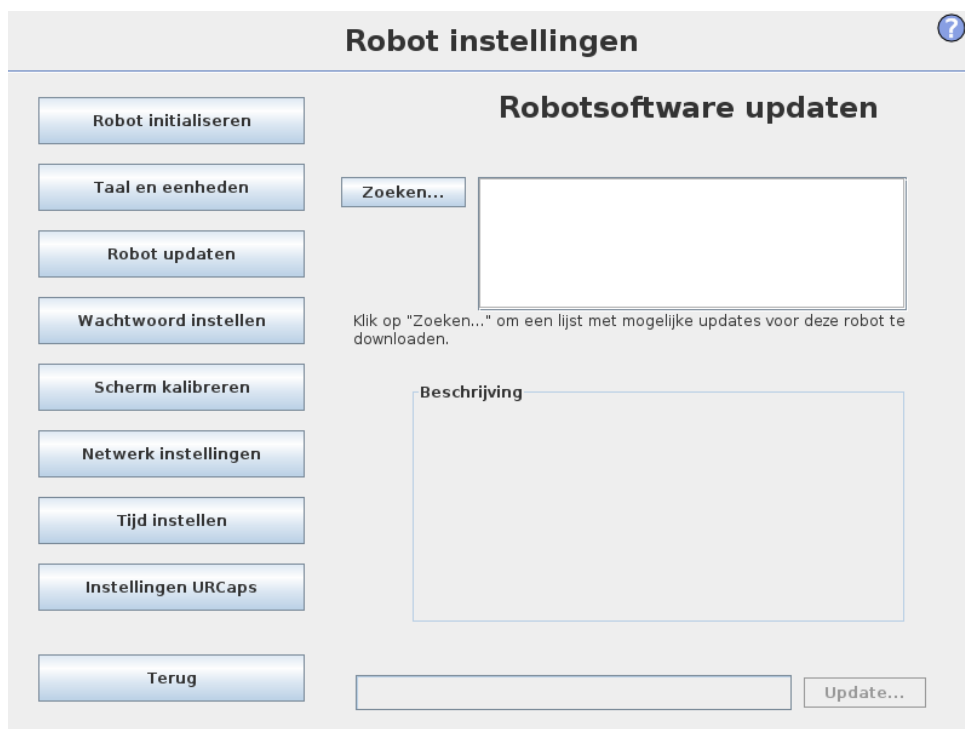 Robot instellingen
?
Robot initialiseren
Taal en eenheden
Robot updaten
Wachtwoord instellen
Scherm kalibreren
Netwerk instellingen
Tijd instellen
Instellingen URCaps
Terug
Robotsoftware updaten
Zoeken...
Klik op "Zoeken..." om een lijst met mogelijke updates voor deze robot te
downloaden.
Beschrijving
Update...